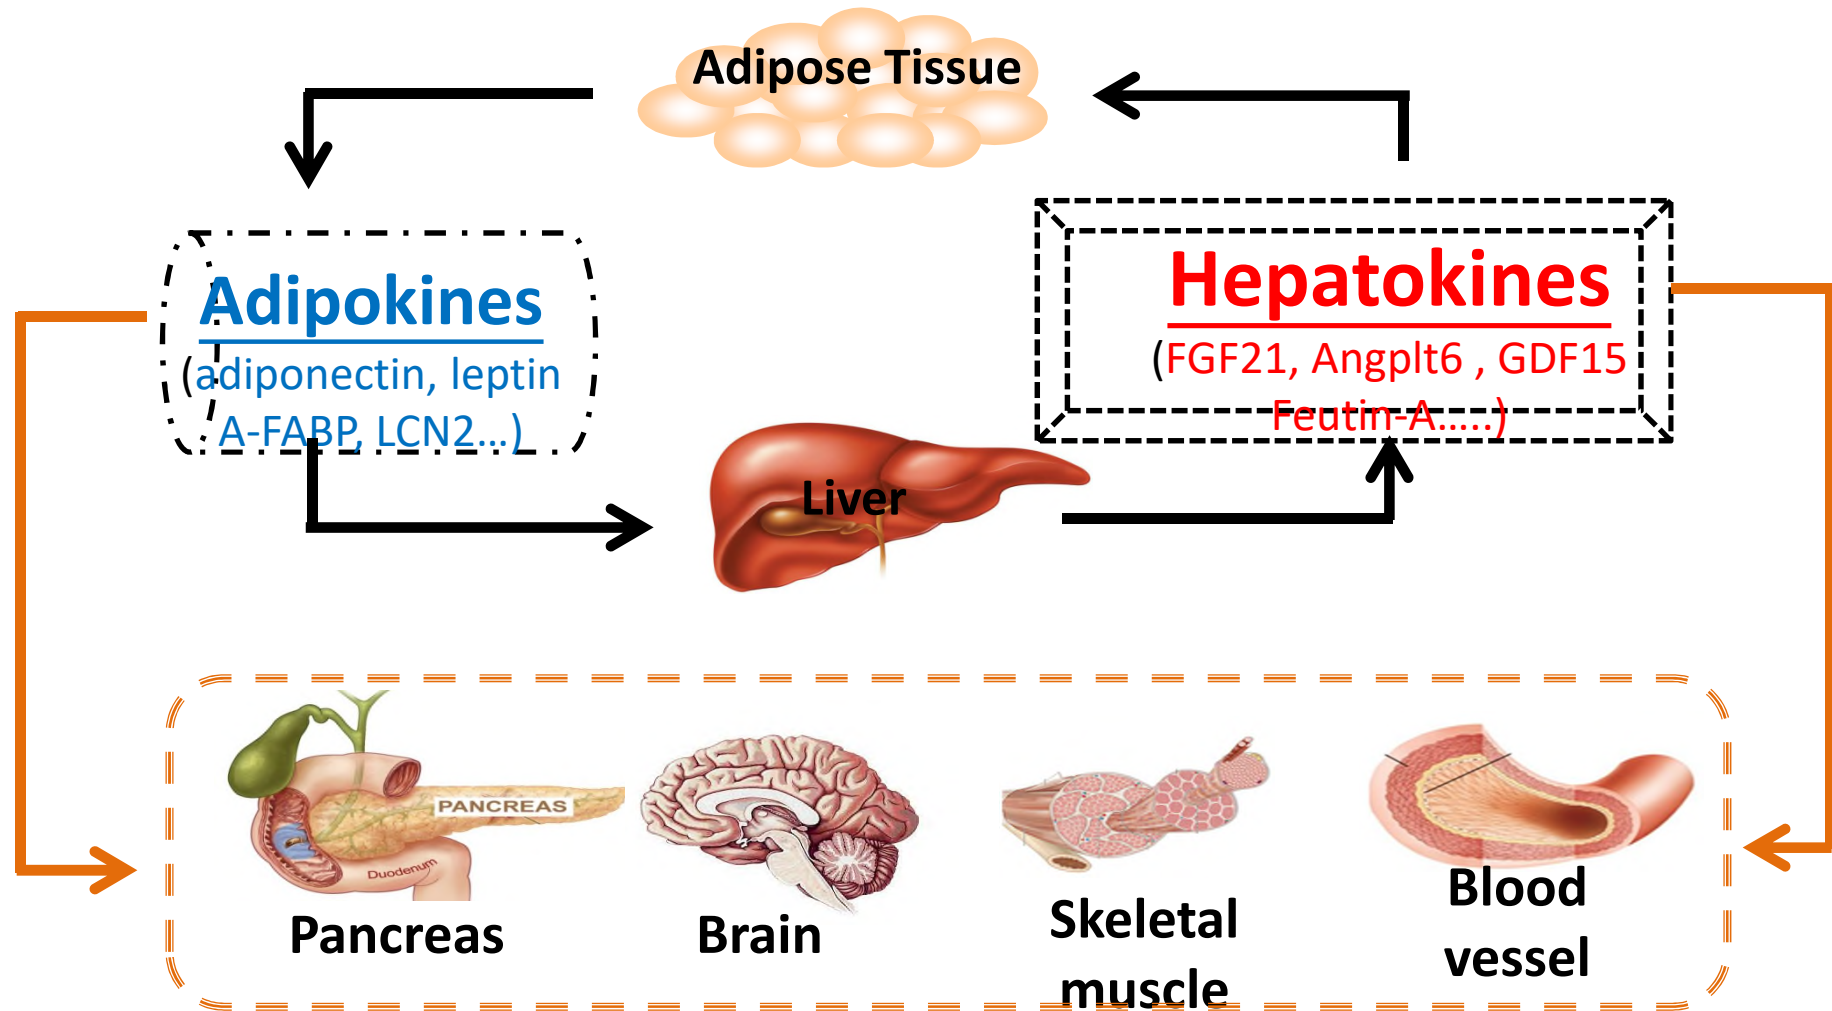 Adipose Tissue
Adipokines
(adiponectin, leptin
A-FABP, LCN2...)
Hepatokines
(FGF21, Angplt6 , GDF15
Feutin-A.....)
Liver
PANCREAS
Duodenum
Pancreas
Brain
Skeletal
muscle
Blood
vessel